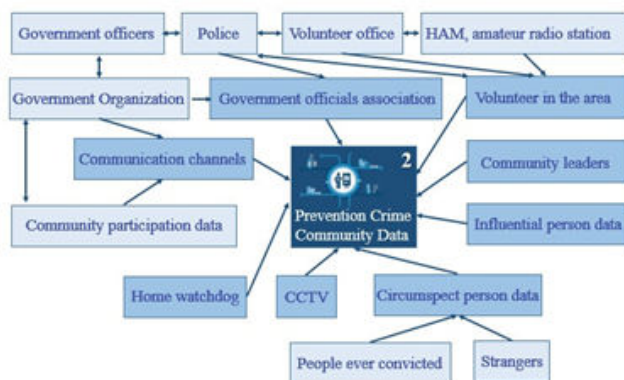 Government officers
Police
Volunteer office
HAM, amateur radio station
Government Organization
Government officials association
Volunteer in the area
Communication channels
2
Community leaders
Prevention Crime
Community Data
Community participation data
Influential person data
Home watchdog
CCTV
Circumspect person data
People ever convicted
Strangers